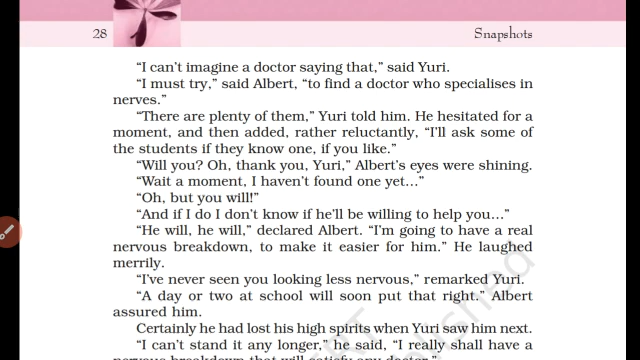 28
Snapshots
“I can’t imagine a doctor saying that,” said Yuri.
“I must try,” said Albert, “to find a doctor who specialises in
nerves.”
“There are plenty of them,” Yuri told him. He hesitated for a
moment, and then added, rather reluctantly, “I’ll ask some of
the students if they know one, if you like.”
“Will you? Oh, thank you, Yuri,” Albert’s eyes were shining.
“Wait a moment, I haven’t found one yet…”
“Oh, but you will!”
“And if I do I don’t know if he’ll be willing to help you…”
“He will, he will,” declared Albert. “I’m going to have a real
nervous breakdown, to make it easier for him.” He laughed
merrily.
“I’ve never seen you looking less nervous,” remarked Yuri.
“A day or two at school will soon put that right.” Albert
assured him.
Certainly he had lost his high spirits when Yuri saw him next.
“I can’t stand it any longer,” he said, “I really shall have a
nervous breakdown that will satisfy any doctor.”